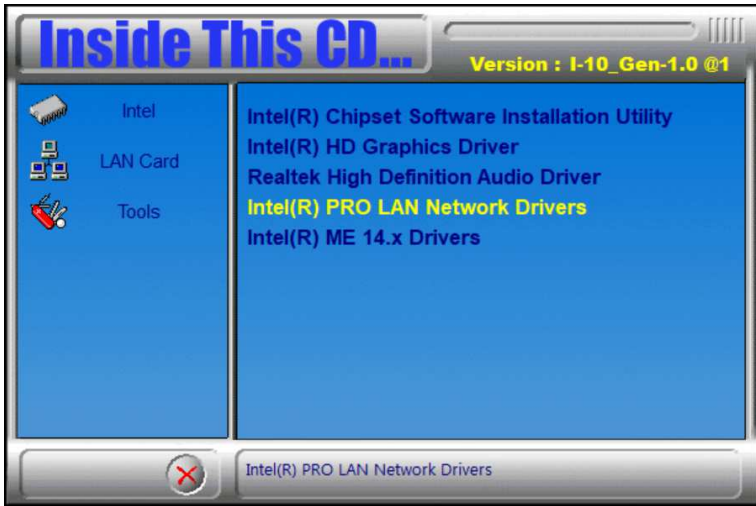 Inside This CD...
Version : I-10_Gen-1.0 @1
Intel
LAN Card
Tools
Intel(R) Chipset Software Installation Utility
Intel(R) HD Graphics Driver
Realtek High Definition Audio Driver
Intel(R) PRO LAN Network Drivers
Intel(R) ME 14.x Drivers
Intel(R) PRO LAN Network Drivers